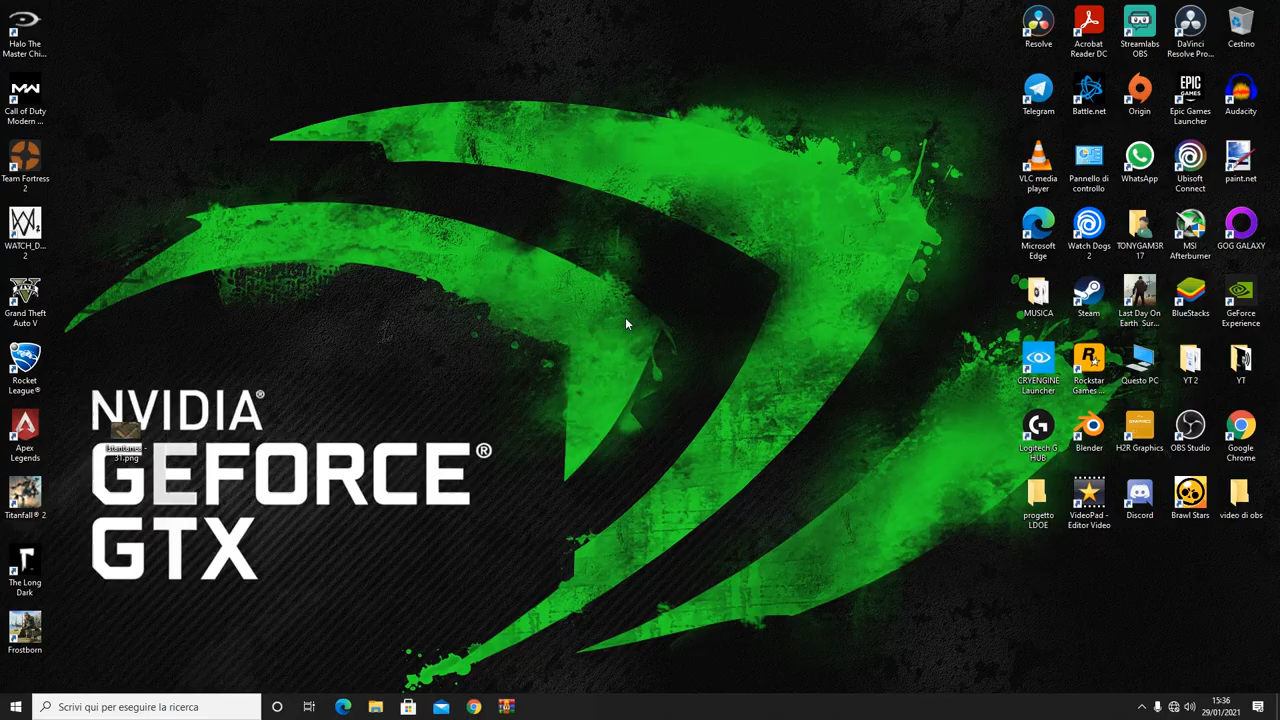 Halo The
Master Chi...
Call of Duty
Modern ...
Team Fortress
2
WATCH_D...
2
Grand Theft
Auto V
Rocket
League®
Apex
Legends
Titanfall® 2
The Long
Dark
Frostborn
NVIDIA®
GEFORCE®
GTX
31.png
Resolve
Acrobat
Reader DC
Streamlabs
OBS
DaVinci
Resolve Pro...
Cestino
Telegram
Battle.net
Origin
EPIC
GAMES
Epic Games
Launcher
Audacity
VLC media
player
Pannello di
controllo
WhatsApp
Ubisoft
Connect
paint.net
Microsoft
Edge
Watch Dogs
2
TONYGAM3R
17
MSI
Afterburner
GOG GALAXY
MUSICA
Steam
Last Day On
Earth Sur...
BlueStacks
GeForce
Experience
CRYENGINE
Launcher
Rockstar
Games ...
Questo PC
YT 2
YT
Logitech G
HUB
Blender
H2R Graphics
OBS Studio
Google
Chrome
progetto
LDOE
VideoPad -
Editor Video
Discord
Brawl Stars
video di obs
Scrivi qui per eseguire la ricerca
15:36
29/01/2021